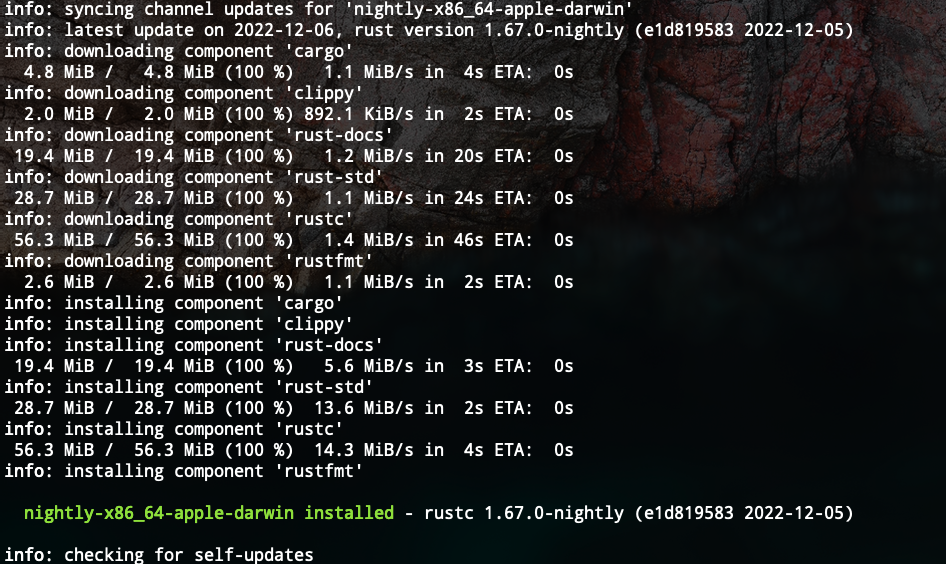 info: syncing channel updates for 'nightly-x86_64-apple-darwin'
info: latest update on 2022-12-06, rust version 1.67.0-nightly (e1d819583 2022-12-05)
info: downloading component 'cargo'
  4.8 MiB /   4.8 MiB (100 %)   1.1 MiB/s in  4s ETA:  0s
info: downloading component 'clippy'
  2.0 MiB /   2.0 MiB (100 %) 892.1 KiB/s in  2s ETA:  0s
info: downloading component 'rust-docs'
 19.4 MiB /  19.4 MiB (100 %)   1.2 MiB/s in 20s ETA:  0s
info: downloading component 'rust-std'
 28.7 MiB /  28.7 MiB (100 %)   1.1 MiB/s in 24s ETA:  0s
info: downloading component 'rustc'
 56.3 MiB /  56.3 MiB (100 %)   1.4 MiB/s in 46s ETA:  0s
info: downloading component 'rustfmt'
  2.6 MiB /   2.6 MiB (100 %)   1.1 MiB/s in  2s ETA:  0s
info: installing component 'cargo'
info: installing component 'clippy'
info: installing component 'rust-docs'
 19.4 MiB /  19.4 MiB (100 %)   5.6 MiB/s in  3s ETA:  0s
info: installing component 'rust-std'
 28.7 MiB /  28.7 MiB (100 %)  13.6 MiB/s in  2s ETA:  0s
info: installing component 'rustc'
 56.3 MiB /  56.3 MiB (100 %)  14.3 MiB/s in  4s ETA:  0s
info: installing component 'rustfmt'
  nightly-x86_64-apple-darwin installed - rustc 1.67.0-nightly (e1d819583 2022-12-05)
info: checking for self-updates